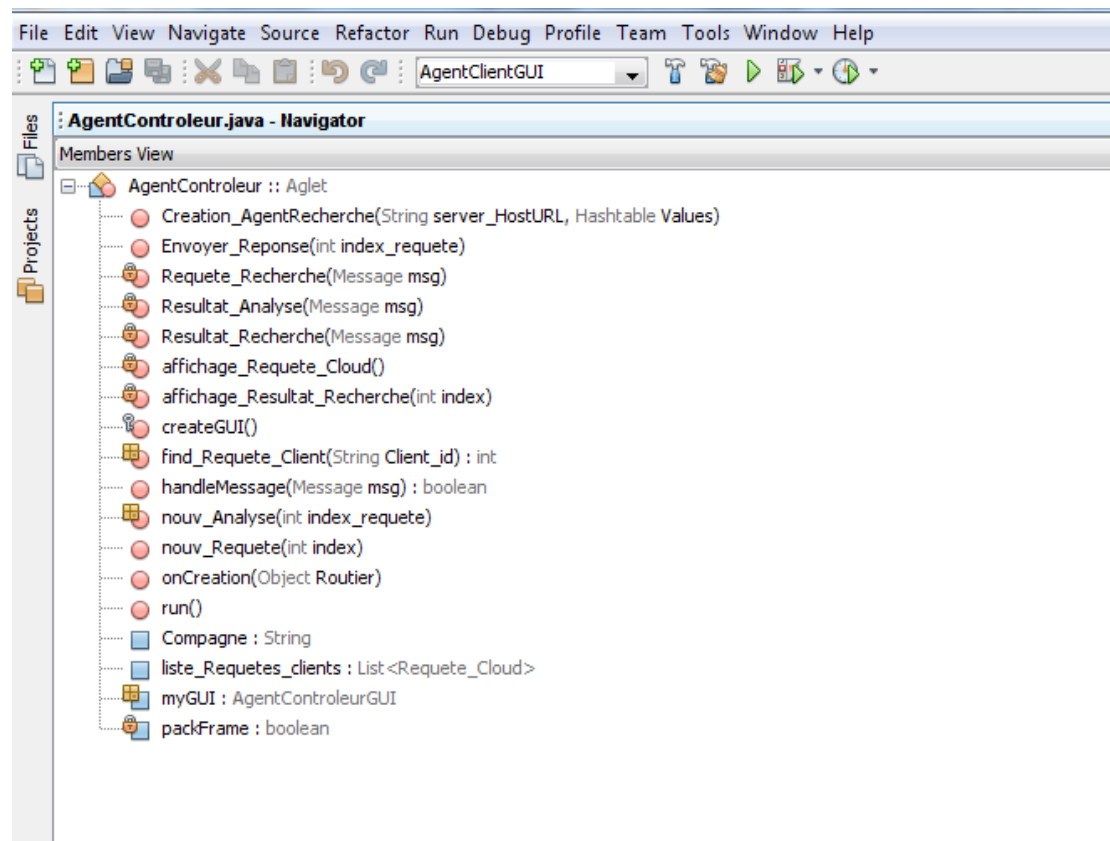 File Edit View Navigate Source Refactor Run Debug Profile Team Tools Window Help
AgentClientGUI
Files
Projects
AgentControleur.java - Navigator
Members View
AgentControleur :: Aglet
Creation_AgentRecherche(String server_HostURL, Hashtable Values)
Envoyer_Reponse(int index_requete)
Requete_Recherche(Message msg)
Resultat_Analyse(Message msg)
Resultat_Recherche(Message msg)
affichage_Requete_Cloud()
affichage_Resultat_Recherche(int index)
createGUI()
find_Requete_Client(String Client_id) : int
handleMessage(Message msg) : boolean
nouv_Analyse(int index_requete)
nouv_Requete(int index)
onCreation(Object Routier)
run()
Compagne : String
liste_Requetes_clients : List<Requete_Cloud>
myGUI : AgentControleurGUI
packFrame : boolean